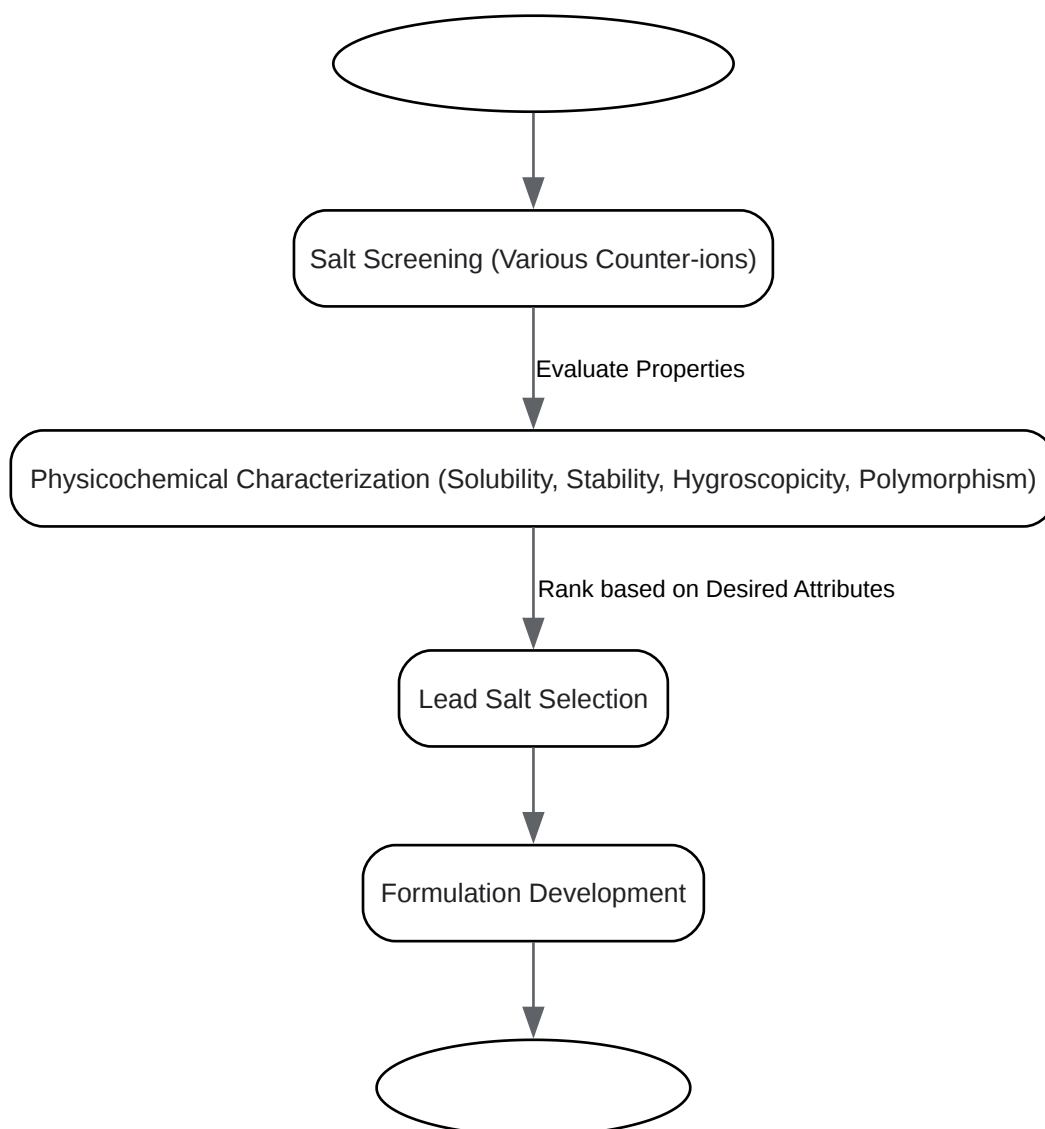 Salt Screening (Various Counter-ions)
Evaluate Properties
Physicochemical Characterization (Solubility, Stability, Hygroscopicity, Polymorphism)
Rank based on Desired Attributes
Lead Salt Selection
Formulation Development